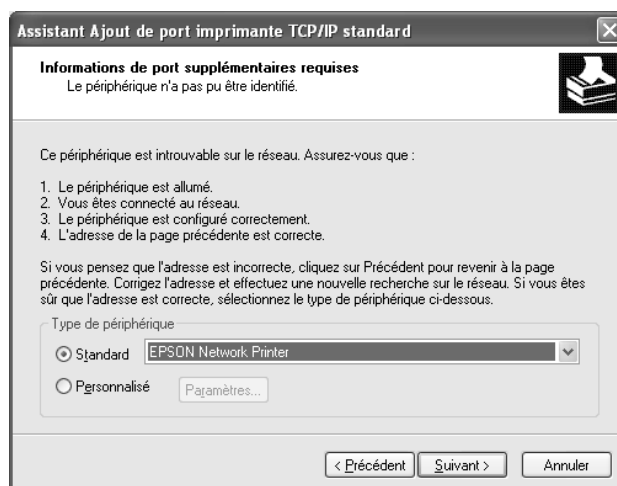 Assistant Ajout de port imprimante TCP/IP standard
Informations de port supplémentaires requises
Le périphérique n'a pas pu être identifié.
Ce périphérique est introuvable sur le réseau. Assurez-vous que :
1. Le périphérique est allumé.
2. Vous êtes connecté au réseau.
3. Le périphérique est configuré correctement.
4. L'adresse de la page précédente est correcte.
Si vous pensez que l'adresse est incorrecte, cliquez sur Précédent pour revenir à la page
précédente. Corrigez l'adresse et effectuez une nouvelle recherche sur le réseau. Si vous êtes
sûr que l'adresse est correcte, sélectionnez le type de périphérique ci-dessous.
Type de périphérique
Standard EPSON Network Printer
Personnalisé Paramètres...
< Précédent Suivant > Annuler